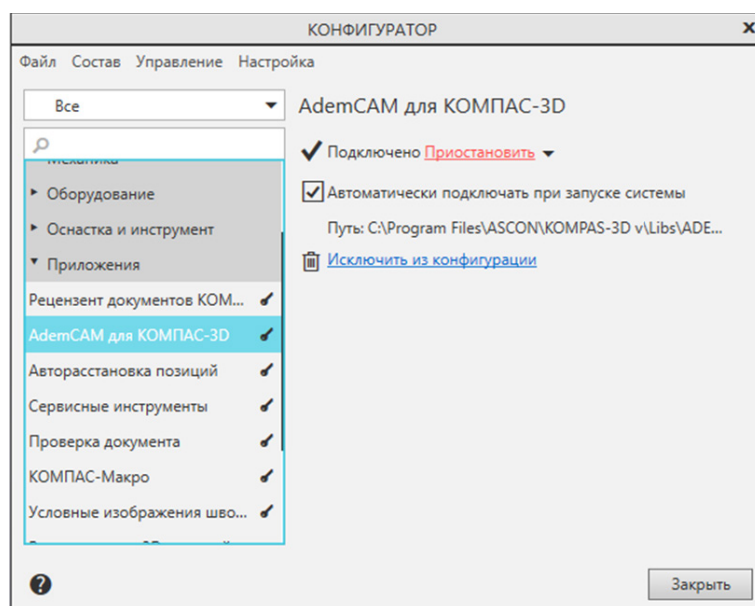 КОНФИГУРАТОР
Файл Состав Управление Настройка
Все
Механика
Оборудование
Оснастка и инструмент
Приложения
Рецензент документов КОМ...
AdemCAM для КОМПАС-3D
Авторасстановка позиций
Сервисные инструменты
Проверка документа
КОМПАС-Макро
Условные изображения шво...
AdemCAM для КОМПАС-3D
Подключено Приостановить
Автоматически подключать при запуске системы
Путь: C:\Program Files\ASCON\KOMPAS-3D v\Libs\ADE...
Исключить из конфигурации
Закрыть